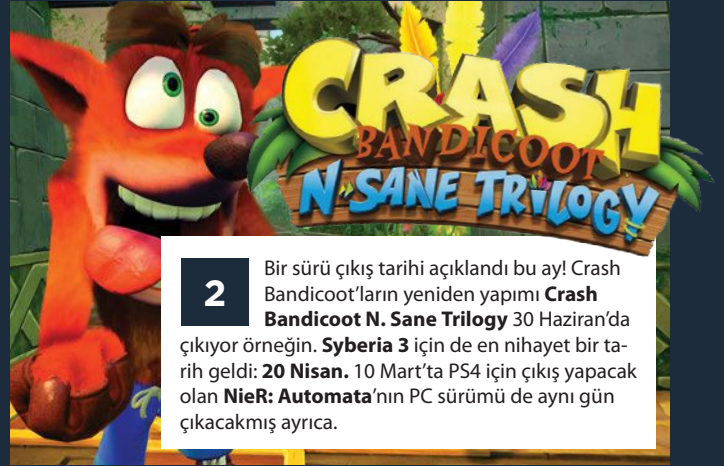 CRASH
BANDICOOT
N. SANE TRILOGY
2
Bir sürü çıkış tarihi açıklandı bu ay! Crash
Bandicoot’ların yeniden yapımı Crash
Bandicoot N. Sane Trilogy 30 Haziran’da
çıkıyor örneğin. Syberia 3 için de en nihayet bir ta-
rih geldi: 20 Nisan. 10 Mart’ta PS4 için çıkış yapacak
olan NieR: Automata’nın PC sürümü de aynı gün
çıkacakmış ayrıca.